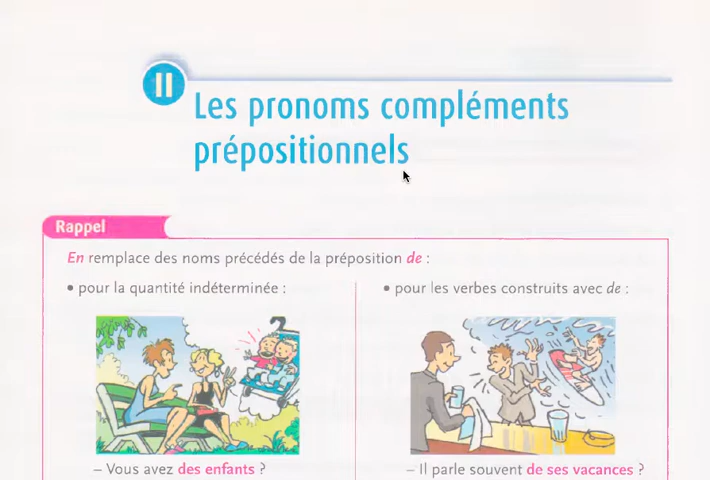 11
Les pronoms compléments
prépositionnels
Rappel
En remplace des noms précédés de la préposition de :
• pour la quantité indéterminée :
• pour les verbes construits avec de :
– Vous avez des enfants ?
– Il parle souvent de ses vacances ?